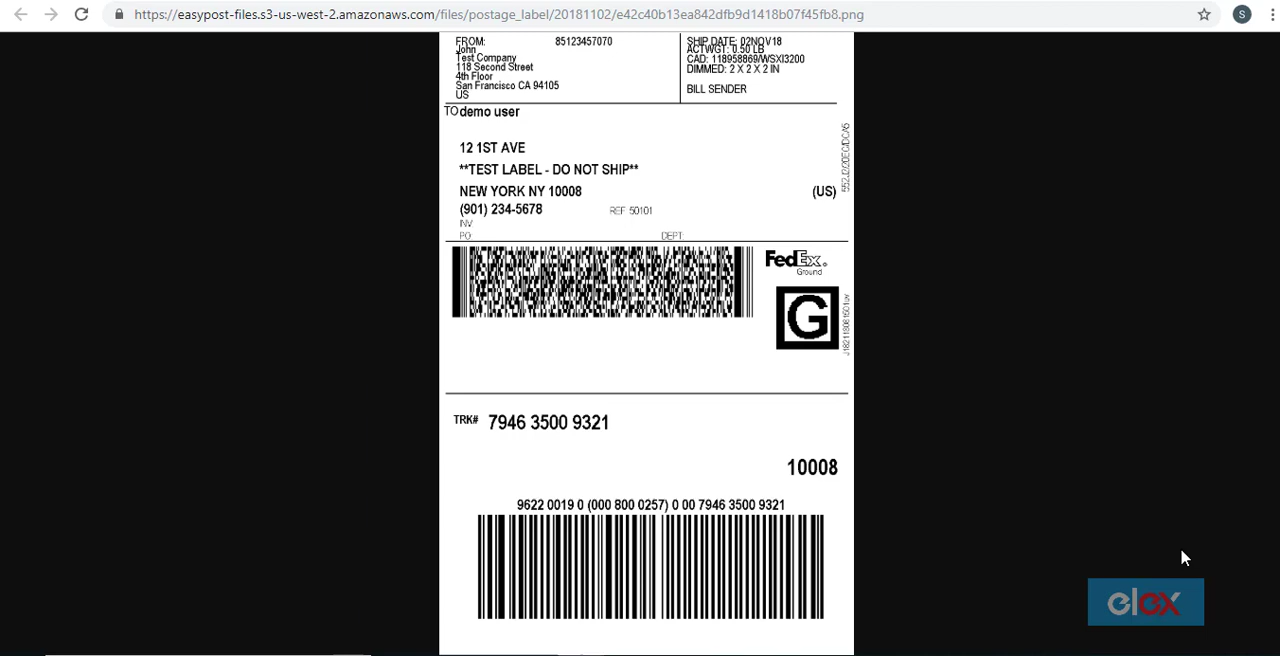 https://easypost-files.s3-us-west-2.amazonaws.com/files/postage_label/20181102/e42c40b13ea842dfb9d1418b07f45fb8.png
S
FROM: 85123457070
John
Test Company
118 Second Street
4th Floor
San Francisco CA 94105
US
SHIP DATE: 02NOV18
ACTWGT: 0.50 LB
CAD: 118958869/WSXI3200
DIMMED: 2 X 2 X 2 IN
BILL SENDER
TO demo user
12 1ST AVE
**TEST LABEL - DO NOT SHIP**
NEW YORK NY 10008 (US)
(901) 234-5678 REF: 50101
INV:
PO: DEPT:
FedEx
Ground
G
TRK# 7946 3500 9321
10008
9622 0019 0 (000 800 0257) 0 00 7946 3500 9321
elex